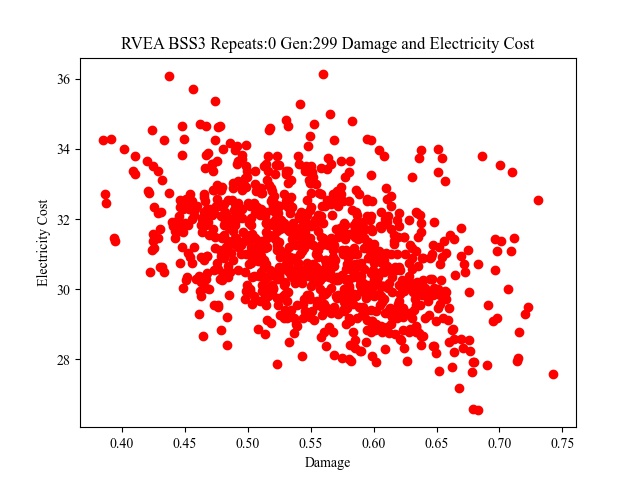 RVEA BSS3 Repeats:0 Gen:299 Damage and Electricity Cost
36
34
32
30
28
Electricity Cost
0.40 0.45 0.50 0.55 0.60 0.65 0.70 0.75
Damage